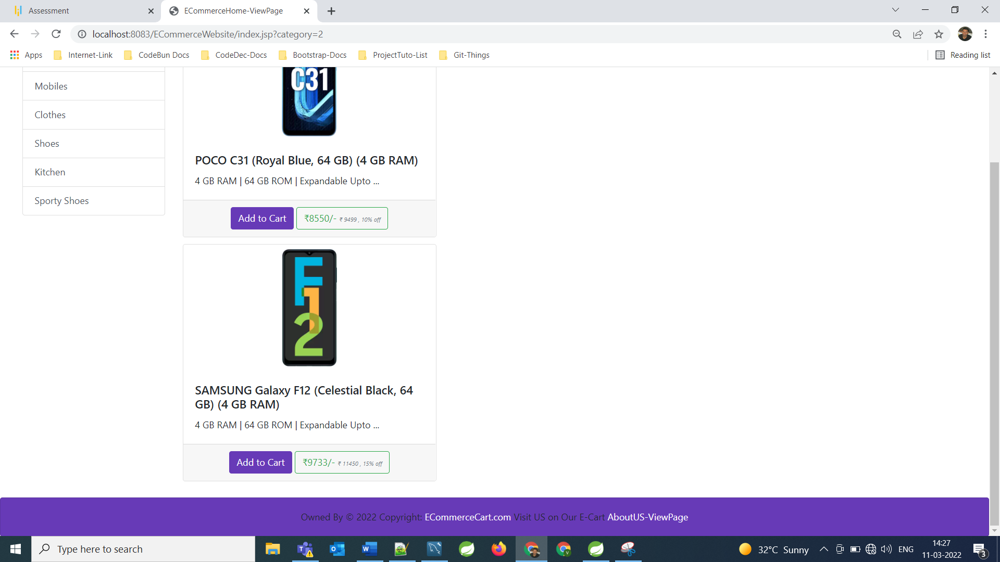 Assessment
ECommerceHome-ViewPage
localhost:8083/ECommerceWebsite/index.jsp?category=2
Apps
Internet-Link
CodeBun Docs
CodeDec-Docs
Bootstrap-Docs
ProjectTuto-List
Git-Things
Reading list
Mobiles
Clothes
Shoes
Kitchen
Sporty Shoes
C31
POCO C31 (Royal Blue, 64 GB) (4 GB RAM)
4 GB RAM | 64 GB ROM | Expandable Upto ...
Add to Cart
₹8550/- ₹ 9499 , 10% off
F12
SAMSUNG Galaxy F12 (Celestial Black, 64
GB) (4 GB RAM)
4 GB RAM | 64 GB ROM | Expandable Upto ...
Add to Cart
₹9733/- ₹ 11450 , 15% off
Owned By © 2022 Copyright: ECommerceCart.com Visit US on Our E-Cart AboutUS-ViewPage
Type here to search
32°C Sunny
ENG
14:27
11-03-2022
3